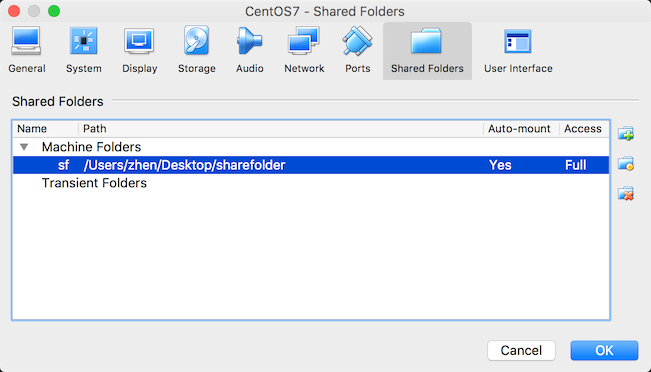 CentOS7 - Shared Folders
General System Display Storage Audio Network Ports Shared Folders User Interface
Shared Folders
Name Path Auto-mount Access
Machine Folders
sf /Users/zhen/Desktop/sharefolder Yes Full
Transient Folders
Cancel OK